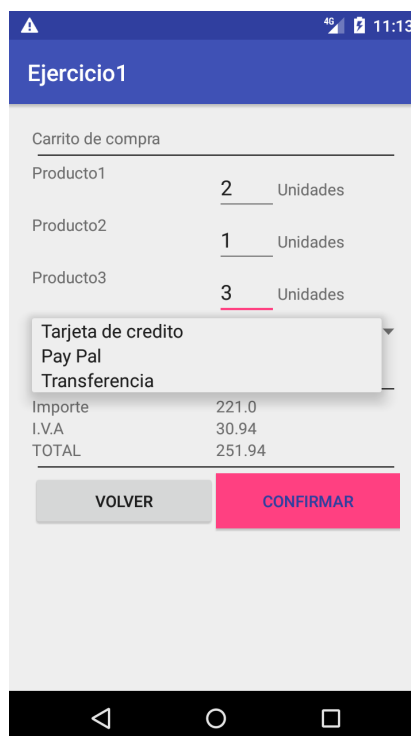 4G 11:13
Ejercicio1
Carrito de compra
Producto1
2 Unidades
Producto2
1 Unidades
Producto3
3 Unidades
Tarjeta de credito
Pay Pal
Transferencia
Importe 221.0
I.V.A 30.94
TOTAL 251.94
VOLVER CONFIRMAR